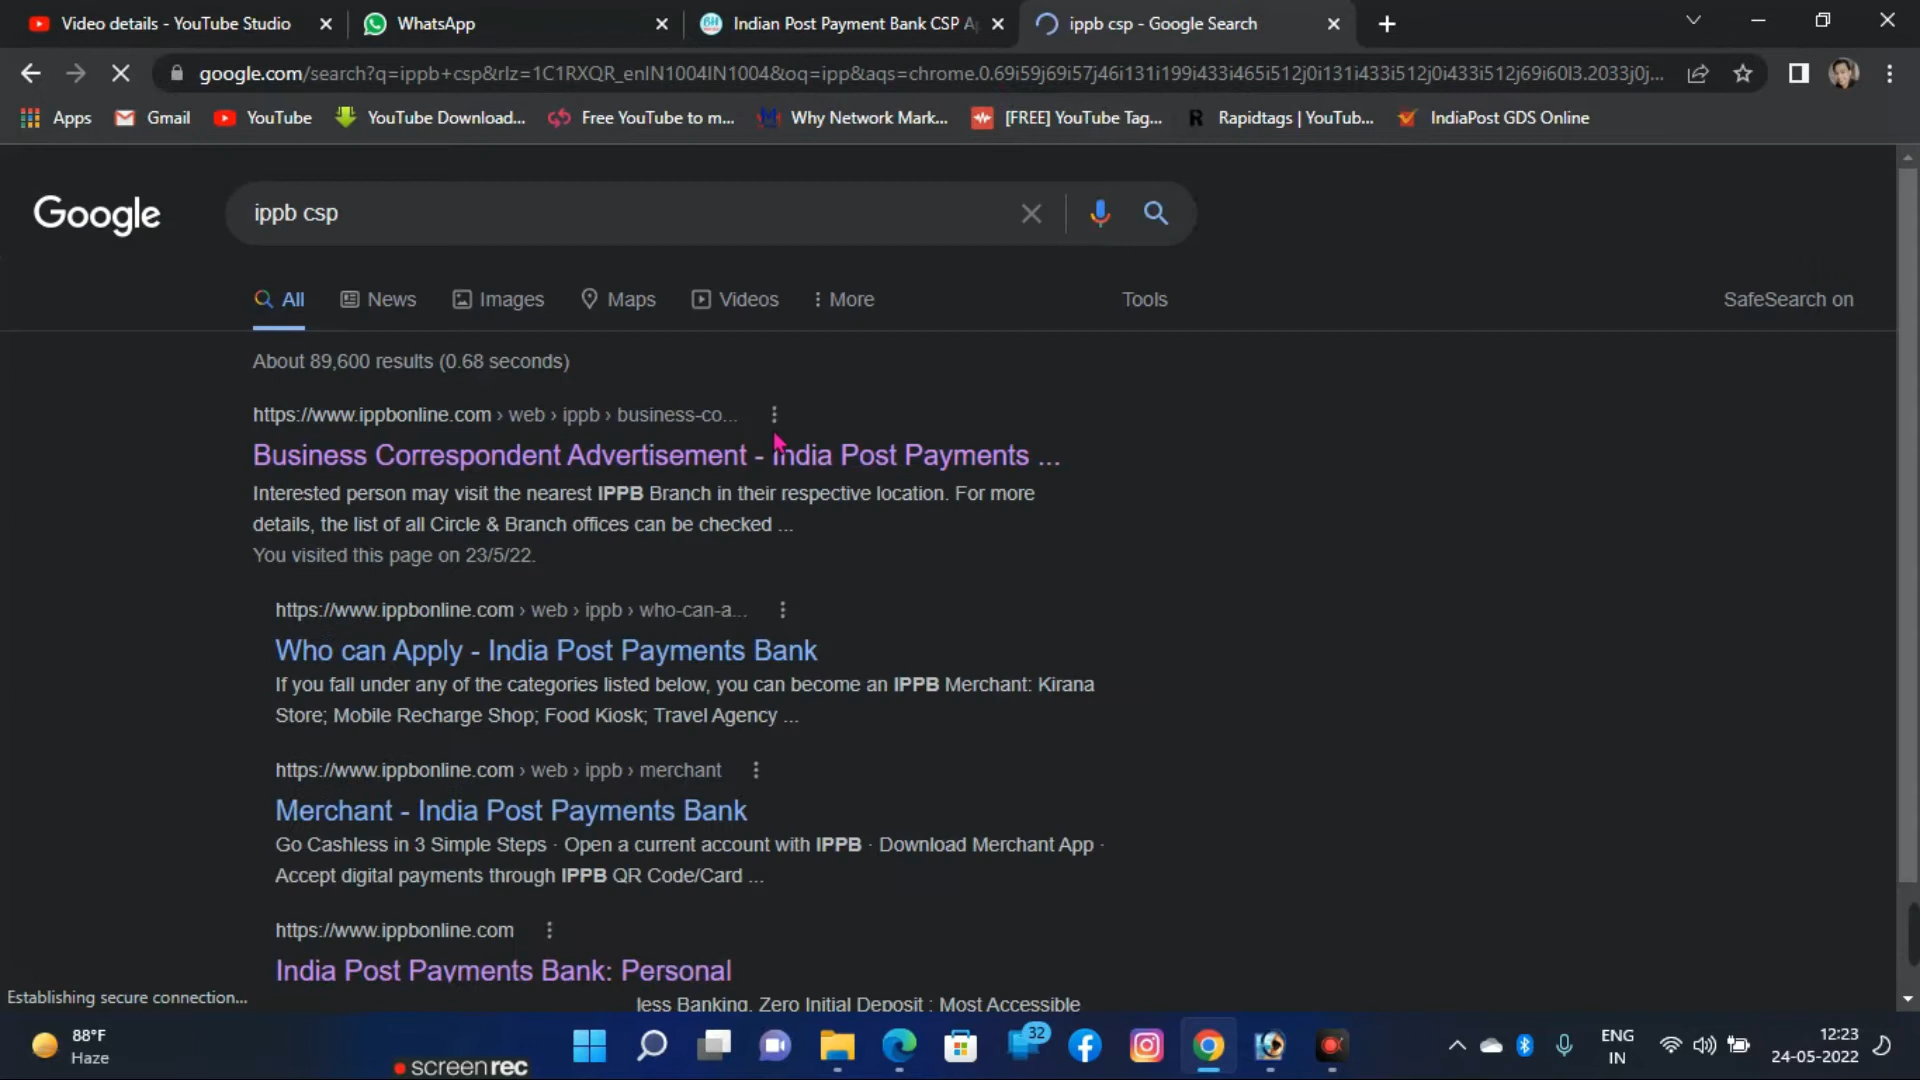 Video details - YouTube Studio
WhatsApp
Indian Post Payment Bank CSP A
ippb csp - Google Search
google.com/search?q=ippb+csp&rlz=1C1RXQR_enIN1004IN1004&oq=ipp&aqs=chrome.0.69i59j69i57j46i131i199i433i465i512j0i131i433i512j0i433i512j69i60l3.2033j0j...
Apps
Gmail
YouTube
YouTube Download...
Free YouTube to m...
Why Network Mark...
[FREE] YouTube Tag...
Rapidtags | YouTub...
IndiaPost GDS Online
Google
ippb csp
All
News
Images
Maps
Videos
More
Tools
SafeSearch on
About 89,600 results (0.68 seconds)
https://www.ippbonline.com › web › ippb › business-co...
Business Correspondent Advertisement - India Post Payments ...
Interested person may visit the nearest IPPB Branch in their respective location. For more
details, the list of all Circle & Branch offices can be checked ...
You visited this page on 23/5/22.
https://www.ippbonline.com › web › ippb › who-can-a...
Who can Apply - India Post Payments Bank
If you fall under any of the categories listed below, you can become an IPPB Merchant: Kirana
Store; Mobile Recharge Shop; Food Kiosk; Travel Agency ...
https://www.ippbonline.com › web › ippb › merchant
Merchant - India Post Payments Bank
Go Cashless in 3 Simple Steps · Open a current account with IPPB · Download Merchant App ·
Accept digital payments through IPPB QR Code/Card ...
https://www.ippbonline.com
India Post Payments Bank: Personal
Establishing secure connection...
less Banking, Zero Initial Deposit : Most Accessible
88°F
Haze
screenrec
32
ENG
IN
12:23
24-05-2022